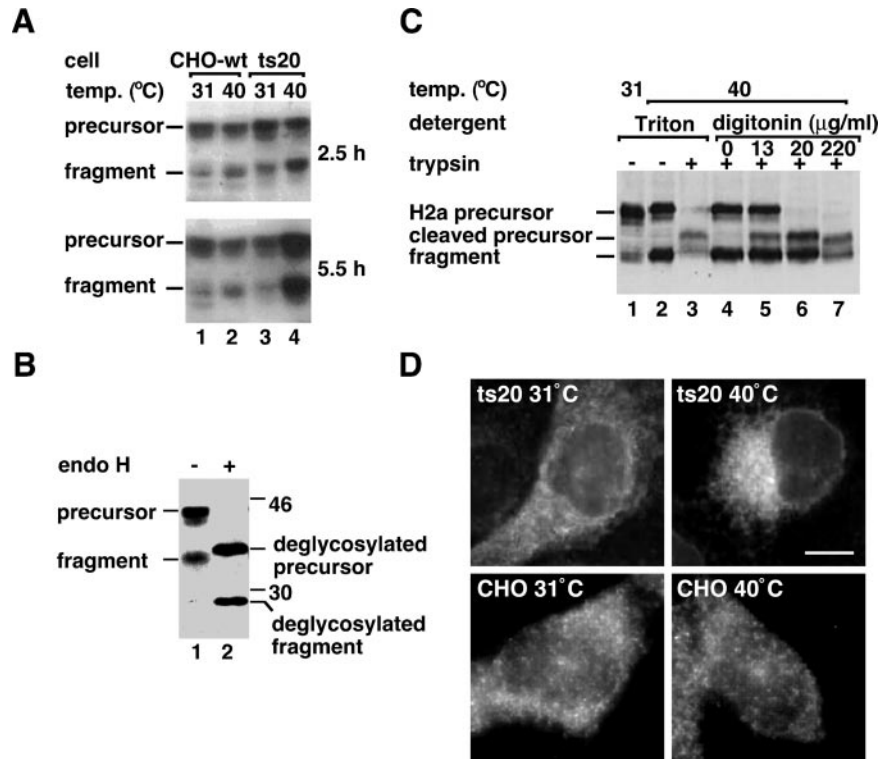 A
cell CHO-wt ts20
temp. (°C) 31 40 31 40
precursor
2.5 h
fragment
precursor
5.5 h
fragment
1 2 3 4
B
endo H - +
46
precursor
fragment
deglycosylated
precursor
30
deglycosylated
fragment
1 2
C
temp. (°C) 31 40
detergent Triton digitonin (µg/ml)
0 13 20 220
trypsin - - + + + + +
H2a precursor
cleaved precursor
fragment
1 2 3 4 5 6 7
D
ts20 31°C
ts20 40°C
CHO 31°C
CHO 40°C